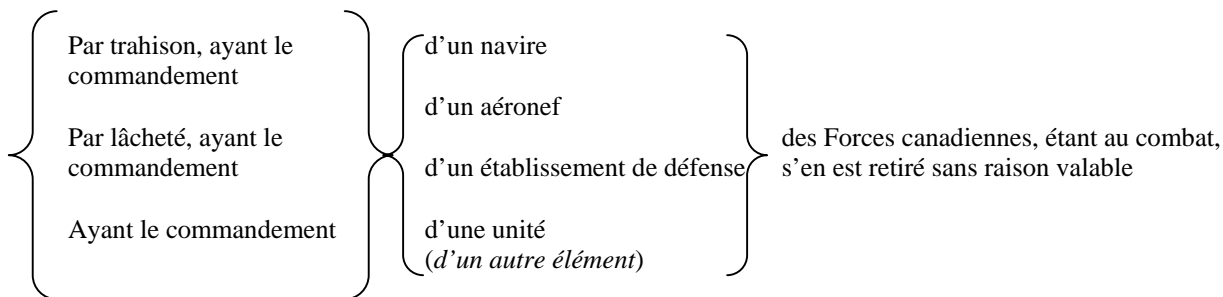 Par trahison, ayant le
commandement
Par lâcheté, ayant le
commandement
Ayant le commandement
d’un navire
d’un aéronef
d’un établissement de défense
d’une unité
(d’un autre élément)
des Forces canadiennes, étant au combat,
s’en est retiré sans raison valable